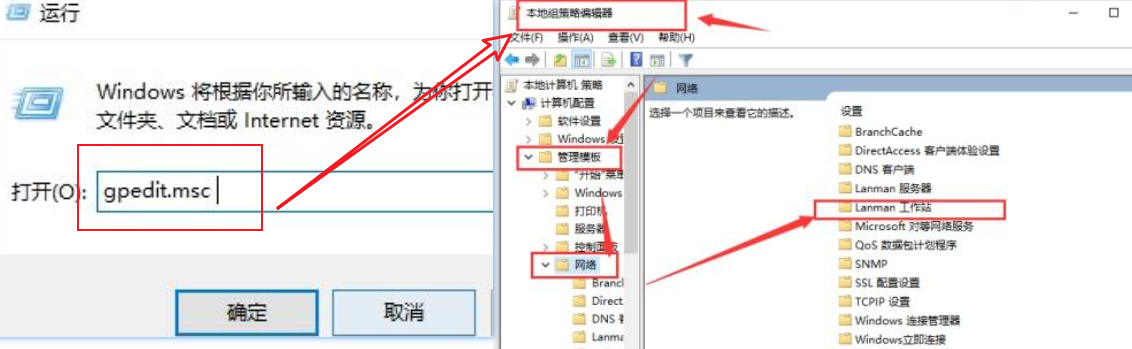 运行
Windows 将根据你所输入的名称，为你打开
文件夹、文档或 Internet 资源。
打开(O):
gpedit.msc
确定
取消
本地组策略编辑器
文件(F) 操作(A) 查看(V) 帮助(H)
本地计算机 策略
计算机配置
软件设置
Windows 设置
管理模板
"开始"菜单
Windows
打印机
服务器
控制面板
网络
Branch
Direct
DNS 客
Lanma
网络
选择一个项目来查看它的描述。
设置
BranchCache
DirectAccess 客户端体验设置
DNS 客户端
Lanman 服务器
Lanman 工作站
Microsoft 对等网络服务
QoS 数据包计划程序
SNMP
SSL 配置设置
TCPIP 设置
Windows 连接管理器
Windows立即连接